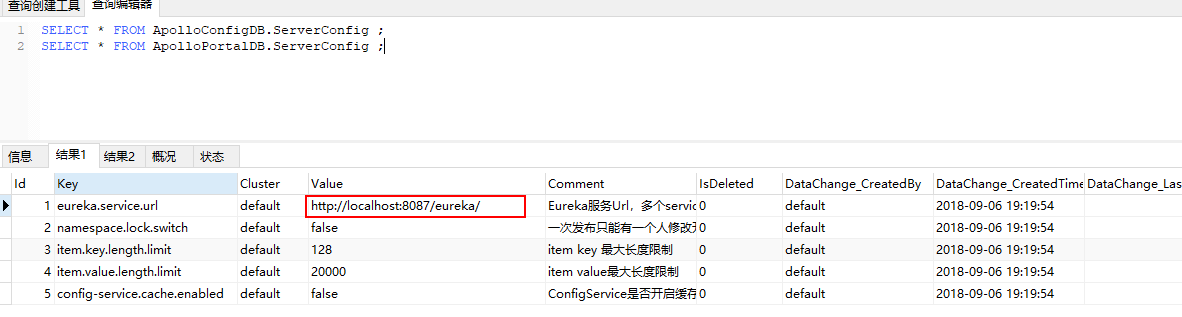 查询创建工具 查询编辑器
1 SELECT * FROM ApolloConfigDB.ServerConfig ;
2 SELECT * FROM ApolloPortalDB.ServerConfig ;
信息 结果1 结果2 概况 状态
Id Key Cluster Value Comment IsDeleted DataChange_CreatedBy DataChange_CreatedTime DataChange_Las
1 eureka.service.url default http://localhost:8087/eureka/ Eureka服务Url，多个servic 0 default 2018-09-06 19:19:54
2 namespace.lock.switch default false 一次发布只能有一个人修改 0 default 2018-09-06 19:19:54
3 item.key.length.limit default 128 item key 最大长度限制 0 default 2018-09-06 19:19:54
4 item.value.length.limit default 20000 item value最大长度限制 0 default 2018-09-06 19:19:54
5 config-service.cache.enabled default false ConfigService是否开启缓存 0 default 2018-09-06 19:19:54